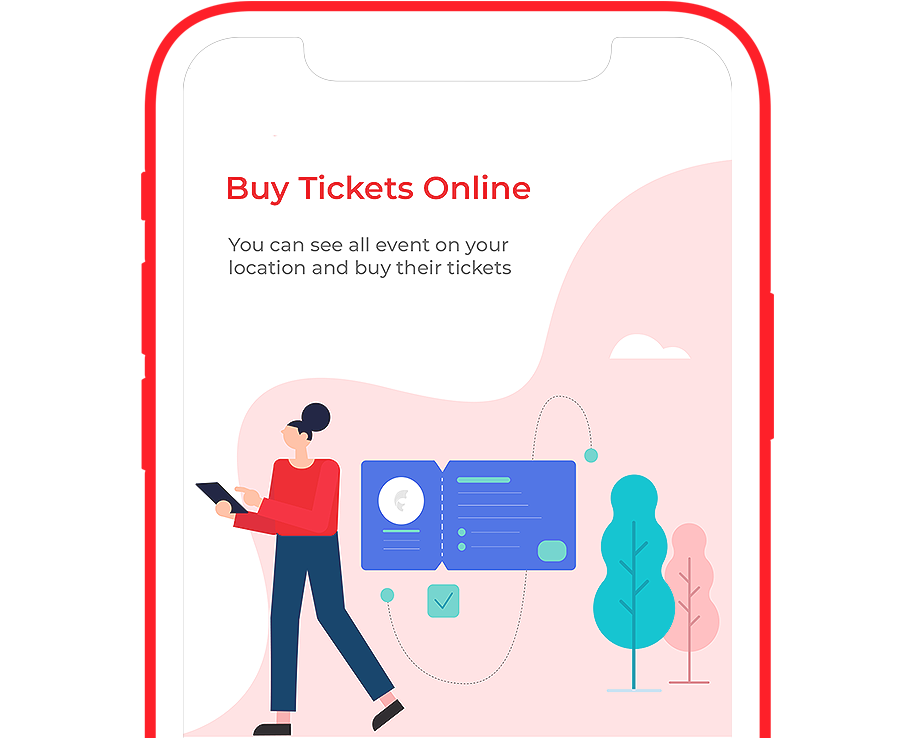 Buy Tickets Online
You can see all event on your
location and buy their tickets